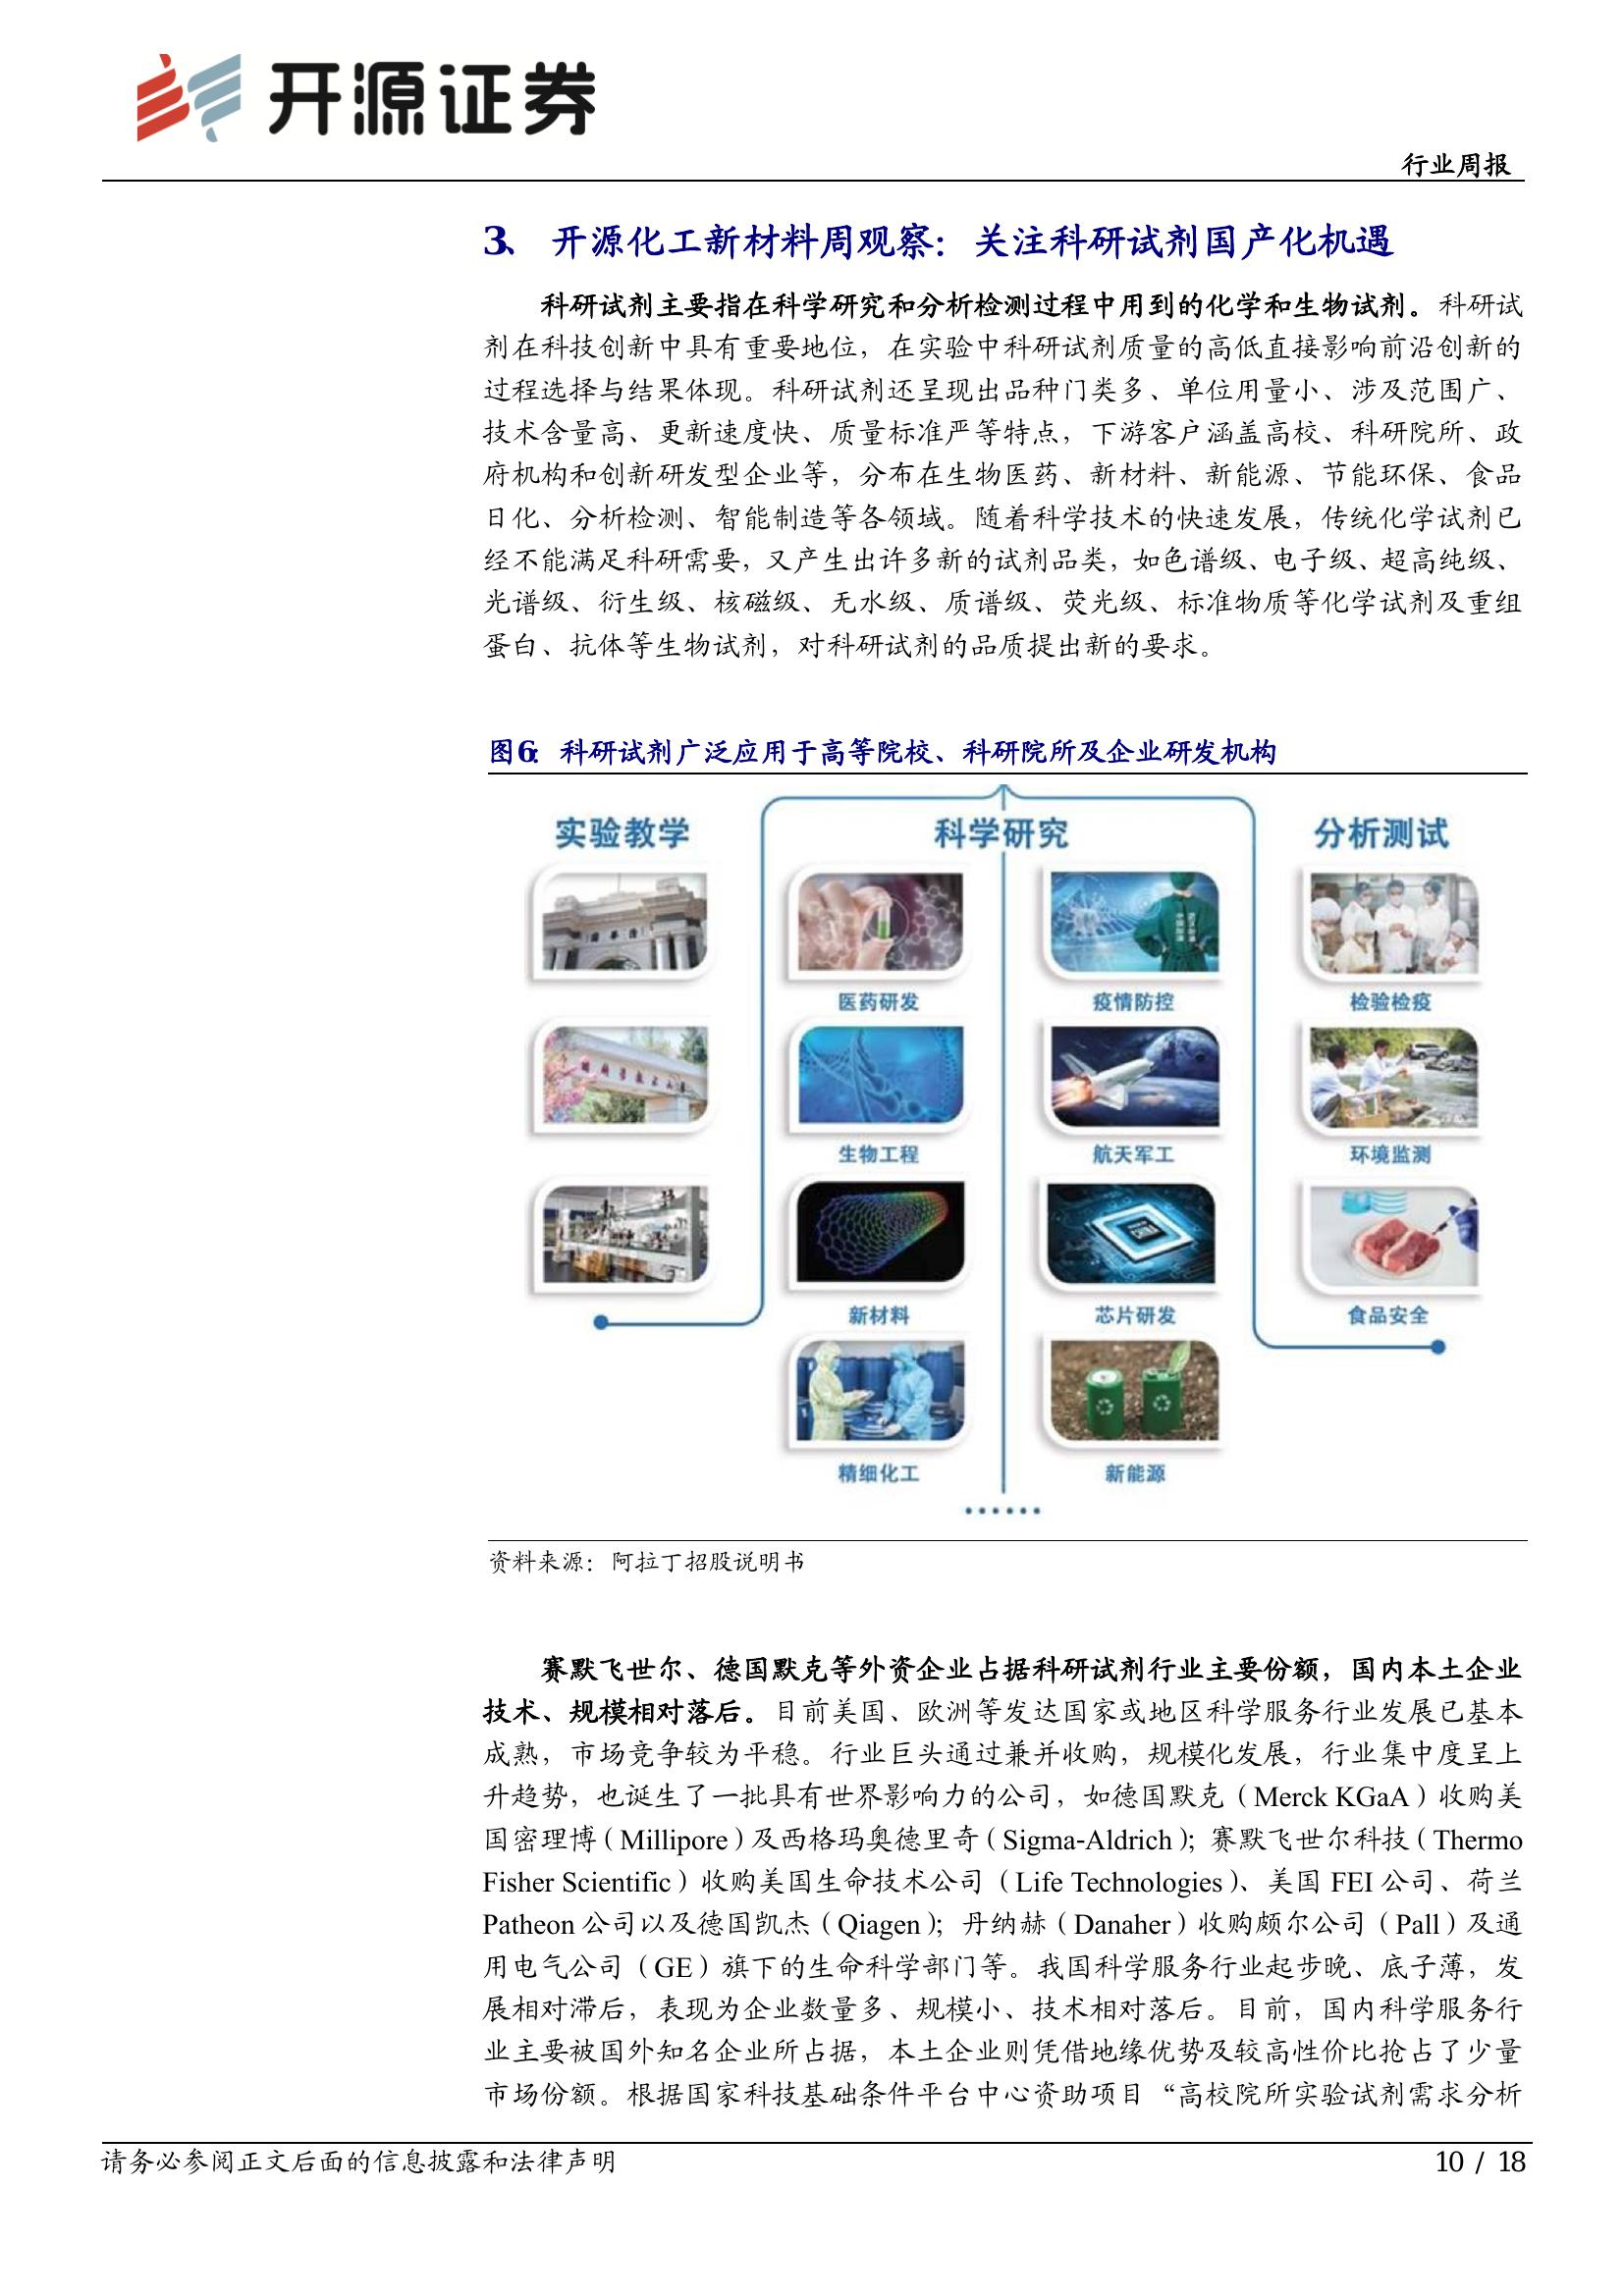 开源证券
行业周报
3、 开源化工新材料周观察：关注科研试剂国产化机遇
科研试剂主要指在科学研究和分析检测过程中用到的化学和生物试剂。科研试
剂在科技创新中具有重要地位，在实验中科研试剂质量的高低直接影响前沿创新的
过程选择与结果体现。科研试剂还呈现出品种门类多、单位用量小、涉及范围广、
技术含量高、更新速度快、质量标准严等特点，下游客户涵盖高校、科研院所、政
府机构和创新研发型企业等，分布在生物医药、新材料、新能源、节能环保、食品
日化、分析检测、智能制造等各领域。随着科学技术的快速发展，传统化学试剂已
经不能满足科研需要，又产生出许多新的试剂品类，如色谱级、电子级、超高纯级、
光谱级、衍生级、核磁级、无水级、质谱级、荧光级、标准物质等化学试剂及重组
蛋白、抗体等生物试剂，对科研试剂的品质提出新的要求。
图6：科研试剂广泛应用于高等院校、科研院所及企业研发机构
实验教学 科学研究 分析测试
医药研发 疫情防控 检验检疫
生物工程 航天军工 环境监测
新材料 芯片研发 食品安全
精细化工 新能源
······
资料来源：阿拉丁招股说明书
赛默飞世尔、德国默克等外资企业占据科研试剂行业主要份额，国内本土企业
技术、规模相对落后。目前美国、欧洲等发达国家或地区科学服务行业发展已基本
成熟，市场竞争较为平稳。行业巨头通过兼并收购，规模化发展，行业集中度呈上
升趋势，也诞生了一批具有世界影响力的公司，如德国默克（Merck KGaA）收购美
国密理博（Millipore）及西格玛奥德里奇（Sigma-Aldrich）；赛默飞世尔科技（Thermo
Fisher Scientific）收购美国生命技术公司（Life Technologies）、美国 FEI 公司、荷兰
Patheon 公司以及德国凯杰（Qiagen）；丹纳赫（Danaher）收购颇尔公司（Pall）及通
用电气公司（GE）旗下的生命科学部门等。我国科学服务行业起步晚、底子薄，发
展相对滞后，表现为企业数量多、规模小、技术相对落后。目前，国内科学服务行
业主要被国外知名企业所占据，本土企业则凭借地缘优势及较高性价比抢占了少量
市场份额。根据国家科技基础条件平台中心资助项目“高校院所实验试剂需求分析
请务必参阅正文后面的信息披露和法律声明
10 / 18